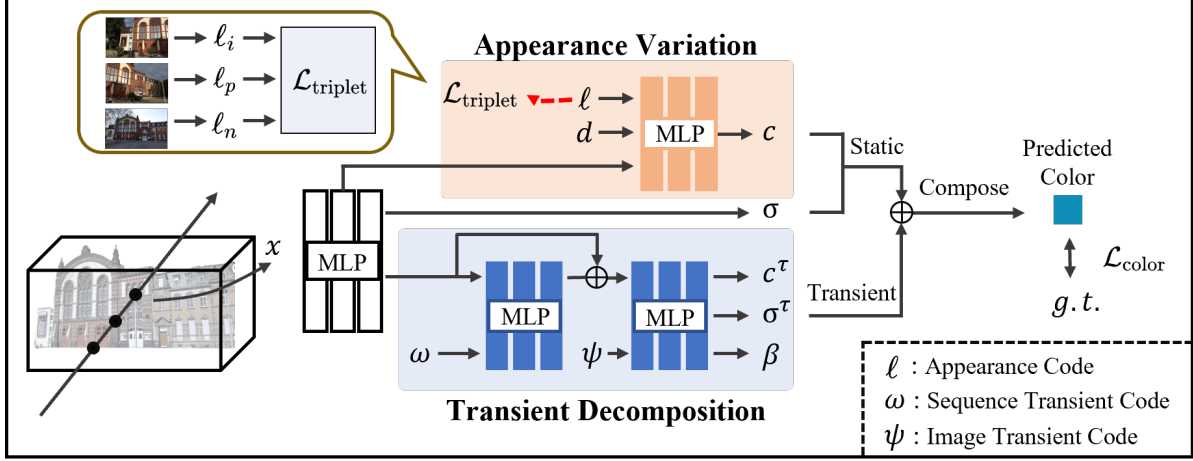 ℓ_i
ℓ_p
ℓ_n
ℒ_triplet
Appearance Variation
ℒ_triplet
ℓ
d
MLP
c
x
MLP
σ
Static
Compose
Predicted
Color
ℒ_color
g.t.
Transient
MLP
MLP
c^τ
σ^τ
β
ω
ψ
Transient Decomposition
ℓ : Appearance Code
ω : Sequence Transient Code
ψ : Image Transient Code